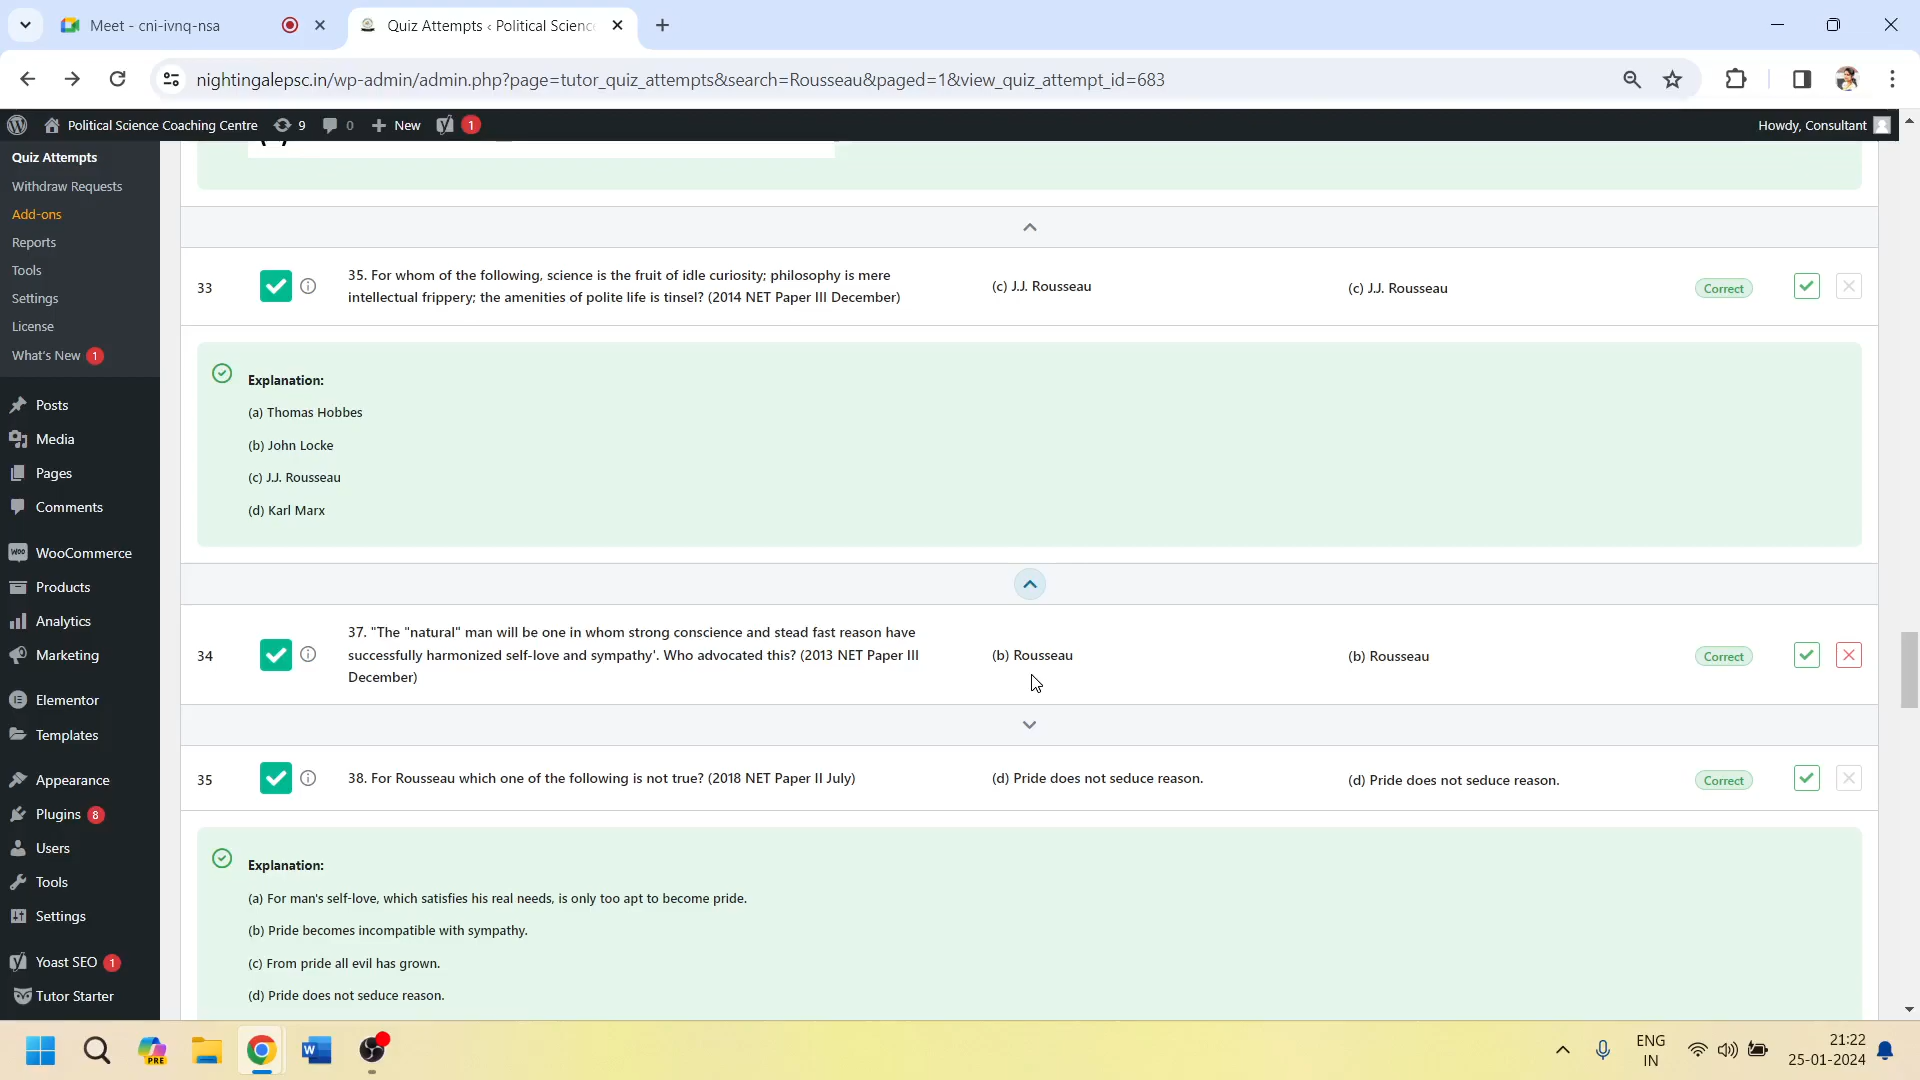 Meet - cni-ivnq-nsa
Quiz Attempts ‹ Political Science
nightingalepsc.in/wp-admin/admin.php?page=tutor_quiz_attempts&search=Rousseau&paged=1&view_quiz_attempt_id=683
Political Science Coaching Centre
9
0
New
1
Howdy, Consultant
Quiz Attempts
Withdraw Requests
Add-ons
Reports
Tools
Settings
License
What's New 1
Posts
Media
Pages
Comments
WooCommerce
Products
Analytics
Marketing
Elementor
Templates
Appearance
Plugins 8
Users
Tools
Settings
Yoast SEO 1
Tutor Starter
33
35. For whom of the following, science is the fruit of idle curiosity; philosophy is mere
intellectual frippery; the amenities of polite life is tinsel? (2014 NET Paper III December)
(c) J.J. Rousseau
(c) J.J. Rousseau
Correct
Explanation:
(a) Thomas Hobbes
(b) John Locke
(c) J.J. Rousseau
(d) Karl Marx
34
37. "The "natural" man will be one in whom strong conscience and stead fast reason have
successfully harmonized self-love and sympathy'. Who advocated this? (2013 NET Paper III
December)
(b) Rousseau
(b) Rousseau
Correct
35
38. For Rousseau which one of the following is not true? (2018 NET Paper II July)
(d) Pride does not seduce reason.
(d) Pride does not seduce reason.
Correct
Explanation:
(a) For man's self-love, which satisfies his real needs, is only too apt to become pride.
(b) Pride becomes incompatible with sympathy.
(c) From pride all evil has grown.
(d) Pride does not seduce reason.
PRE
ENG
IN
21:22
25-01-2024